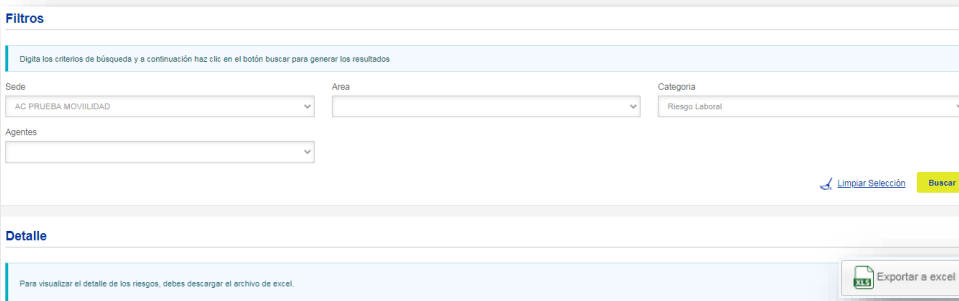 Filtros
Digita los criterios de búsqueda y a continuación haz clic en el botón buscar para generar los resultados
Sede
Area
Categoria
AC PRUEBA MOVIILIDAD
Riesgo Laboral
Agentes
Limpiar Selección
Buscar
Detalle
Para visualizar el detalle de los riesgos, debes descargar el archivo de excel.
XLS
Exportar a excel